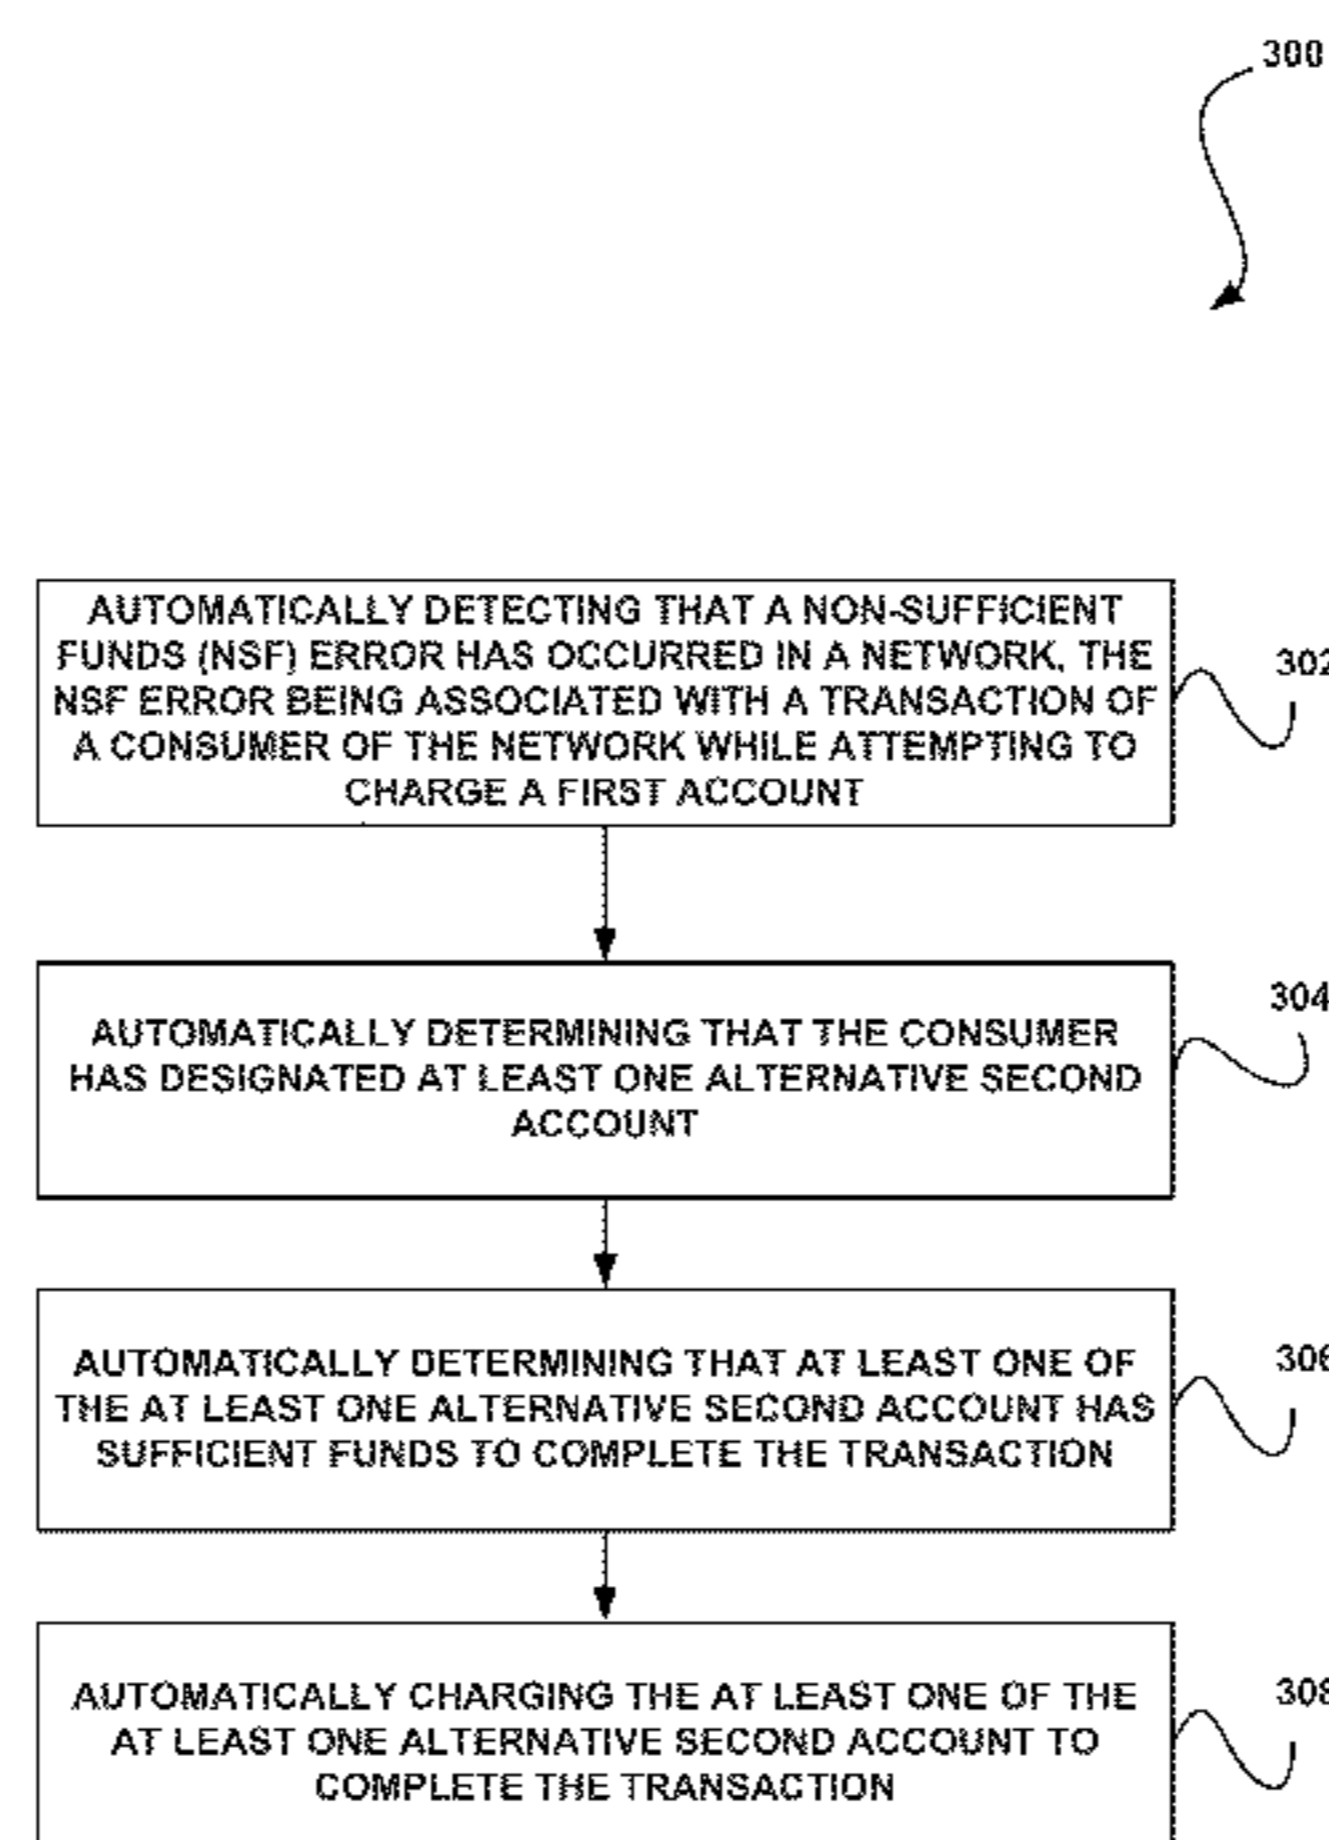 300
AUTOMATICALLY DETECTING THAT A NON-SUFFICIENT
FUNDS (NSF) ERROR HAS OCCURRED IN A NETWORK, THE
NSF ERROR BEING ASSOCIATED WITH A TRANSACTION OF
A CONSUMER OF THE NETWORK WHILE ATTEMPTING TO
CHARGE A FIRST ACCOUNT
302
AUTOMATICALLY DETERMINING THAT THE CONSUMER
HAS DESIGNATED AT LEAST ONE ALTERNATIVE SECOND
ACCOUNT
304
AUTOMATICALLY DETERMINING THAT AT LEAST ONE OF
THE AT LEAST ONE ALTERNATIVE SECOND ACCOUNT HAS
SUFFICIENT FUNDS TO COMPLETE THE TRANSACTION
306
AUTOMATICALLY CHARGING THE AT LEAST ONE OF THE
AT LEAST ONE ALTERNATIVE SECOND ACCOUNT TO
COMPLETE THE TRANSACTION
308